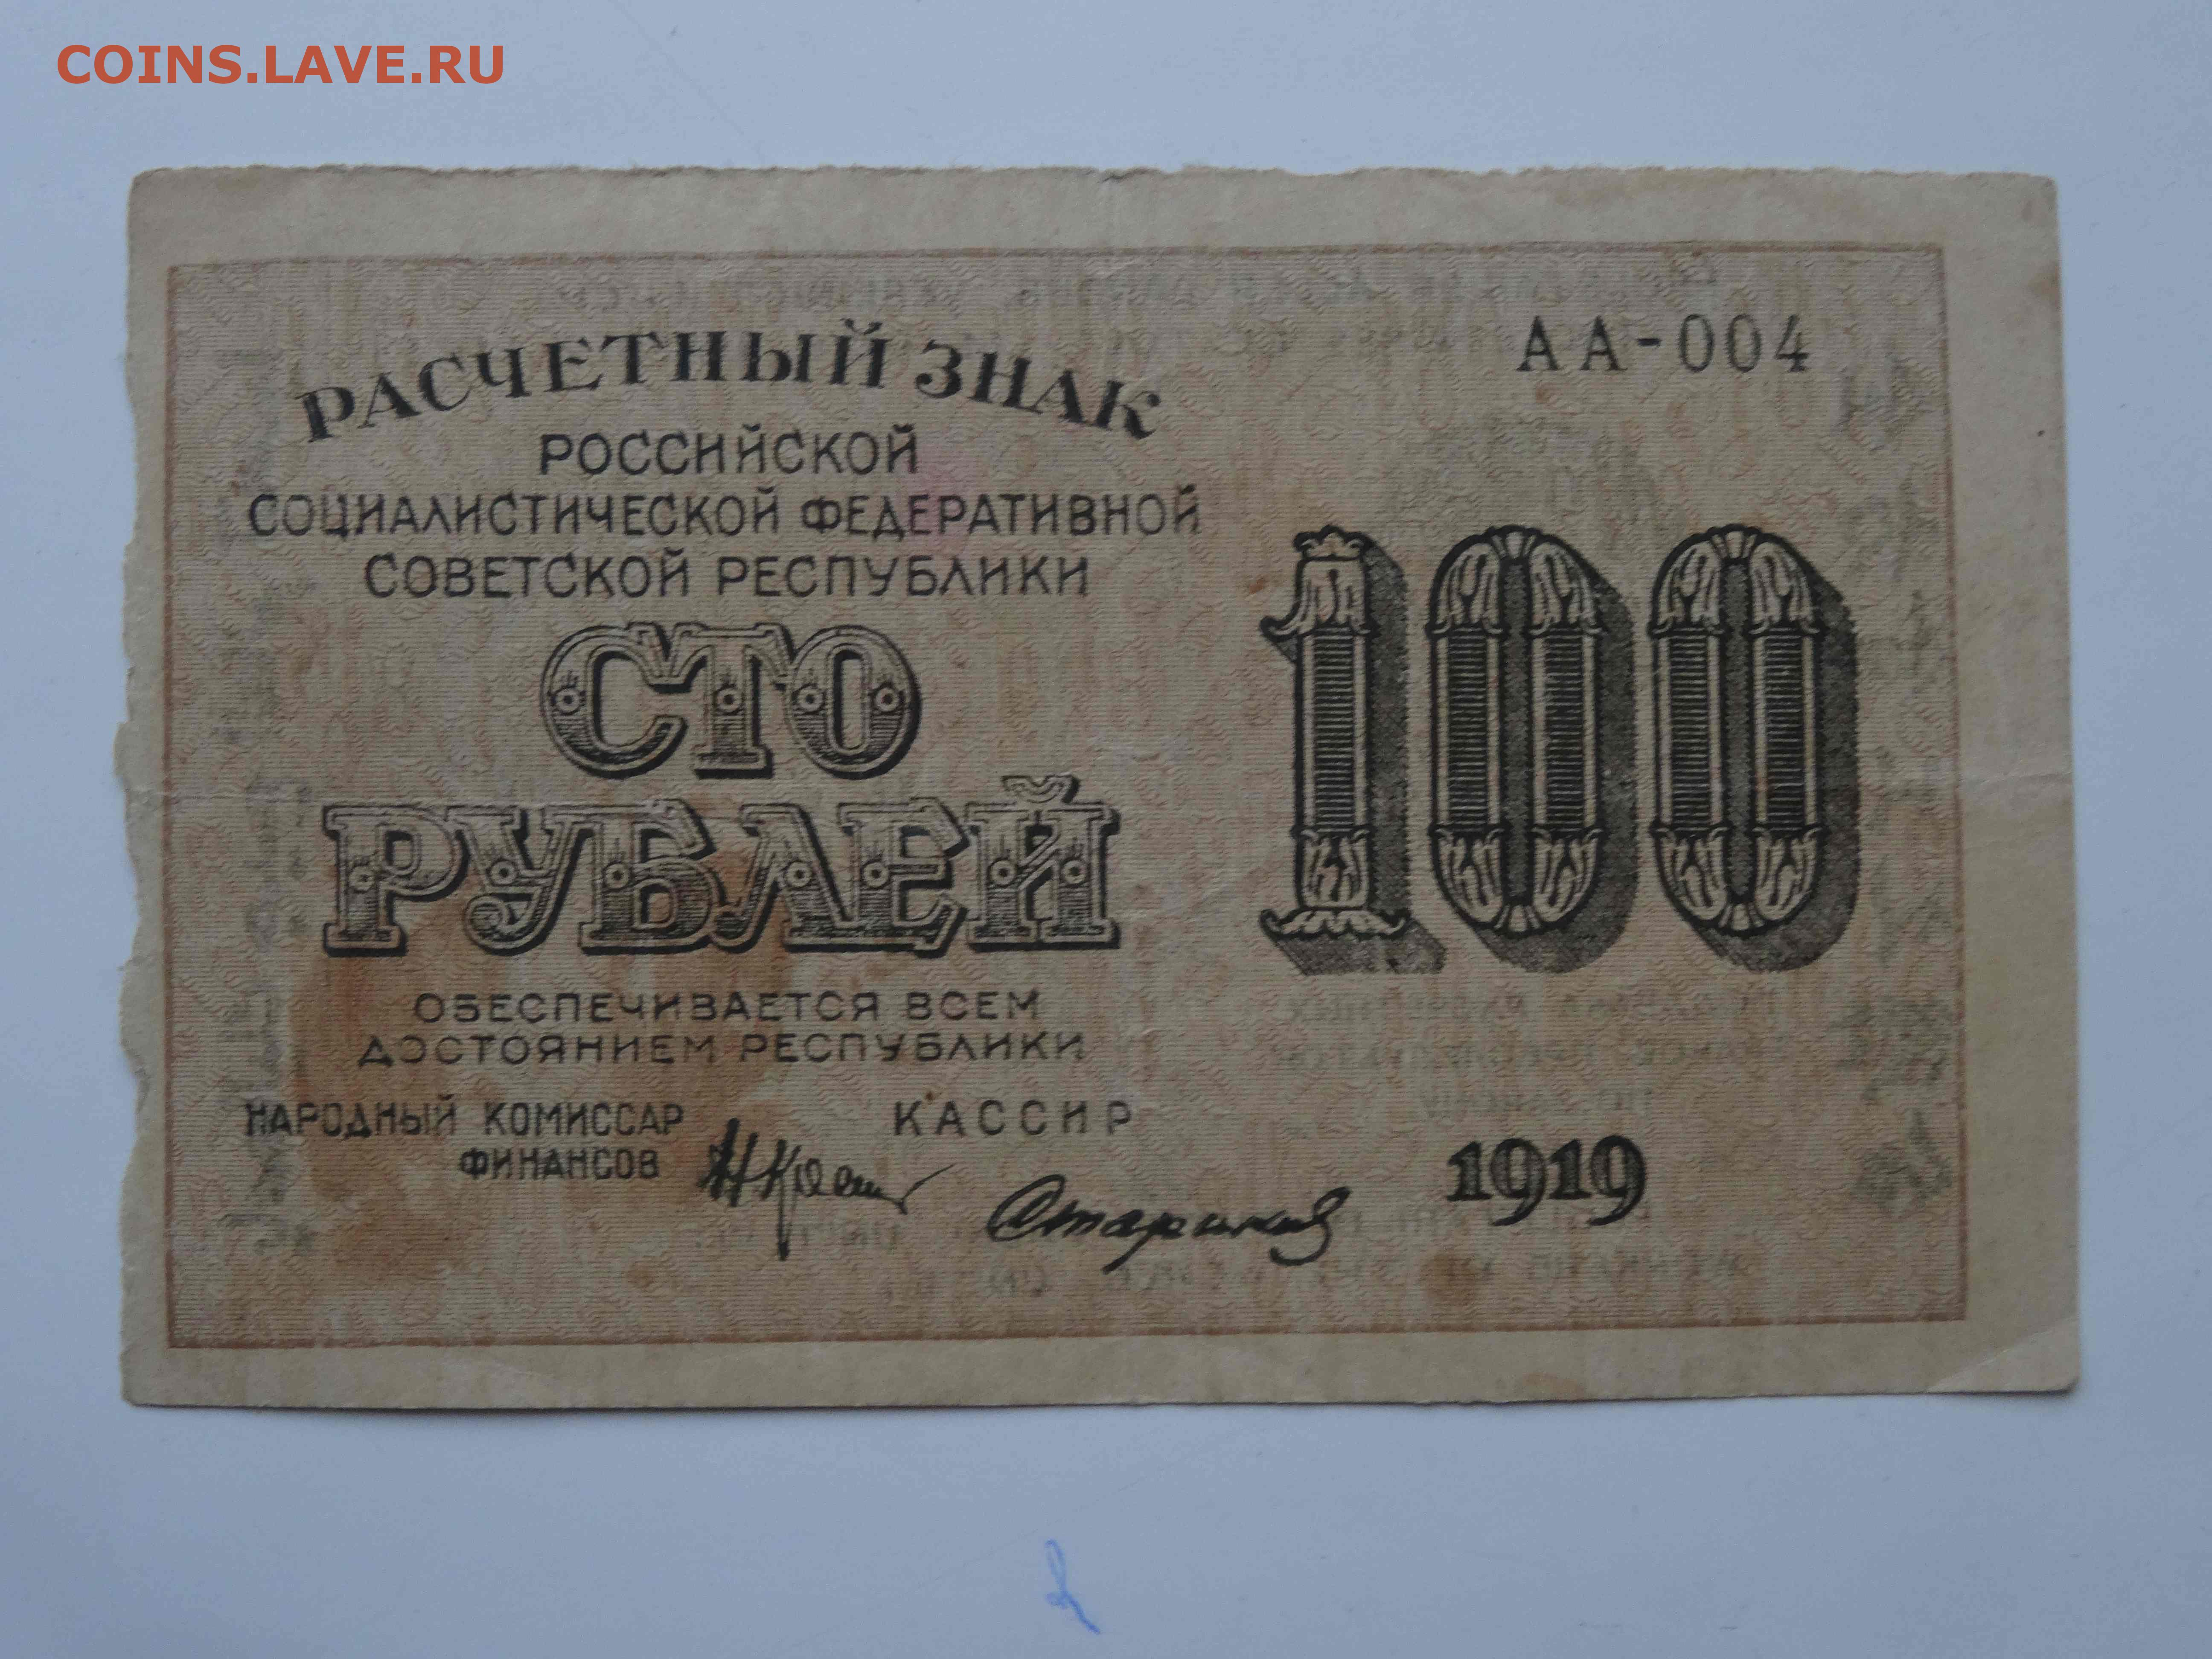 COINS.LAVE.RU
АА-004
РАСЧЕТНЫЙ ЗНАК
РОССИЙСКОЙ
СОЦИАЛИСТИЧЕСКОЙ ФЕДЕРАТИВНОЙ
СОВЕТСКОЙ РЕСПУБЛИКИ
СТО
РУБЛЕЙ
100
ОБЕСПЕЧИВАЕТСЯ ВСЕМ
ДОСТОЯНИЕМ РЕСПУБЛИКИ
НАРОДНЫЙ КОМИССАР
ФИНАНСОВ
КАССИР
1919